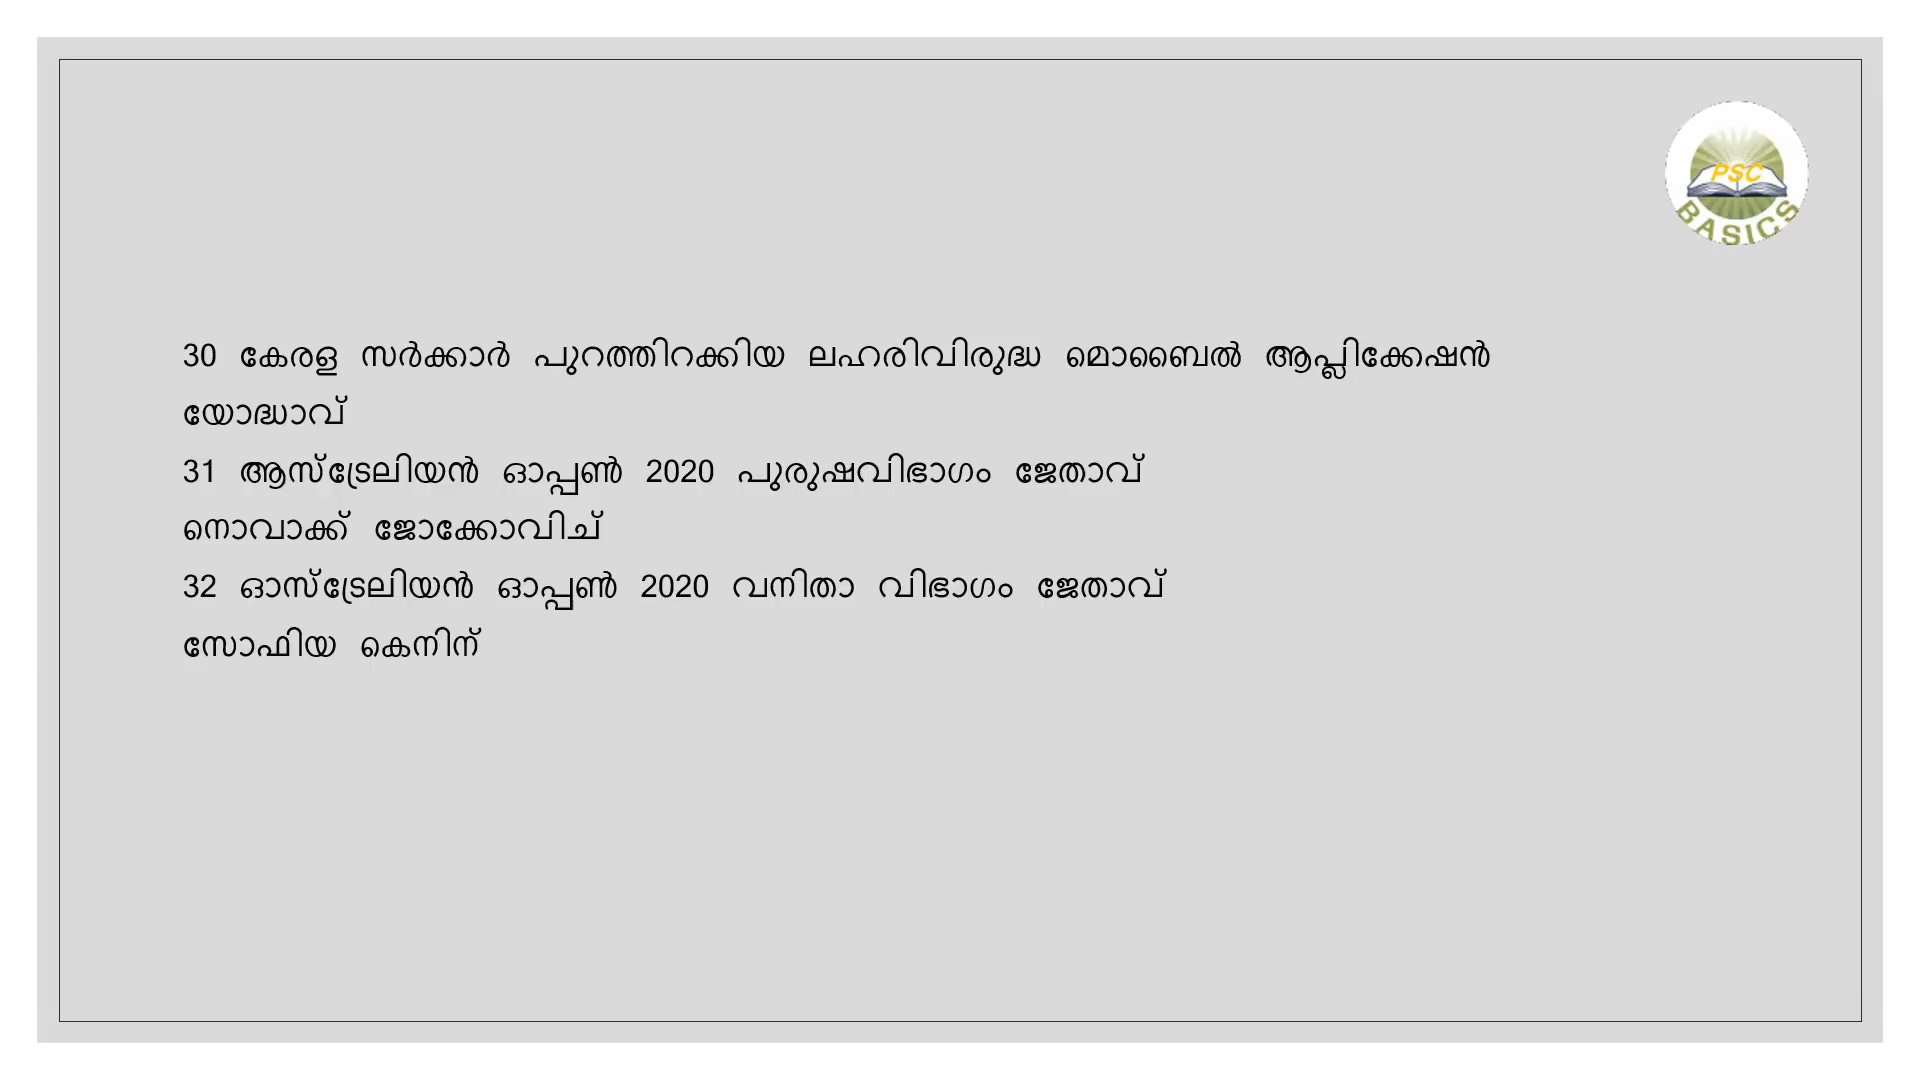 PSC
BASICS
30 കേരള സർക്കാർ പുറത്തിറക്കിയ ലഹരിവിരുദ്ധ മൊബൈൽ ആപ്ലിക്കേഷൻ
യോദ്ധാവ്
31 ആസ്ട്രേലിയൻ ഓപ്പൺ 2020 പുരുഷവിഭാഗം ജേതാവ്
നൊവാക്ക് ജോക്കോവിച്
32 ഓസ്ട്രേലിയൻ ഓപ്പൺ 2020 വനിതാ വിഭാഗം ജേതാവ്
സോഫിയ കെനിന്